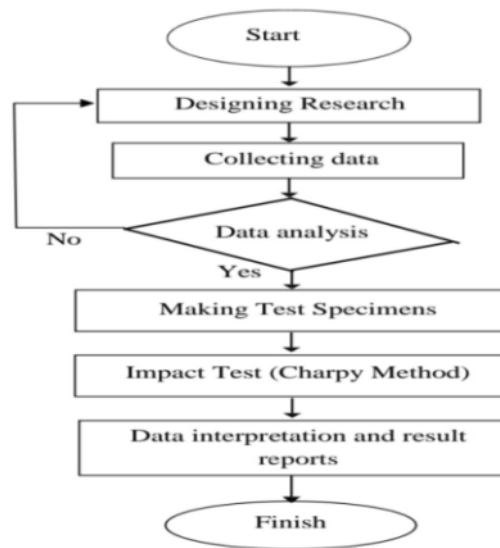 Start
Designing Research
Collecting data
Data analysis
No
Yes
Making Test Specimens
Impact Test (Charpy Method)
Data interpretation and result
reports
Finish